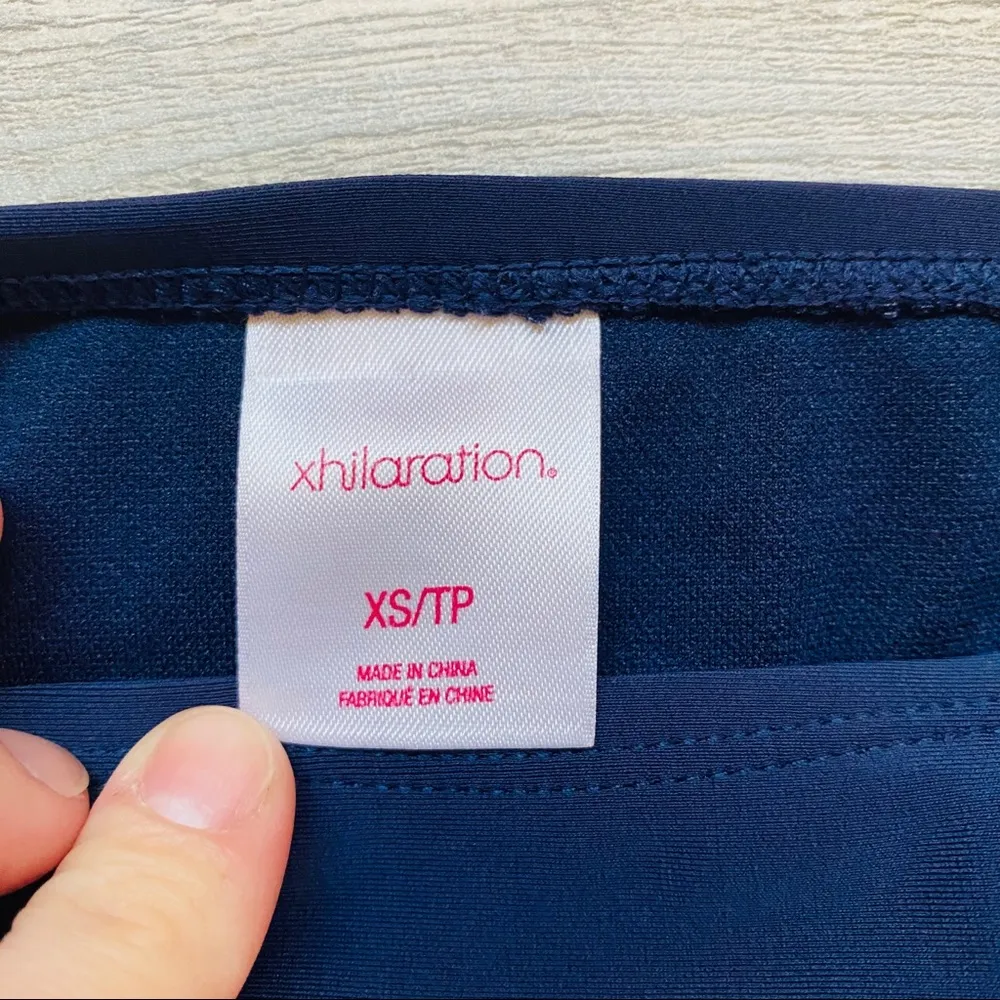 xhilaration®
XS/TP
MADE IN CHINA
FABRIQUÉ EN CHINE